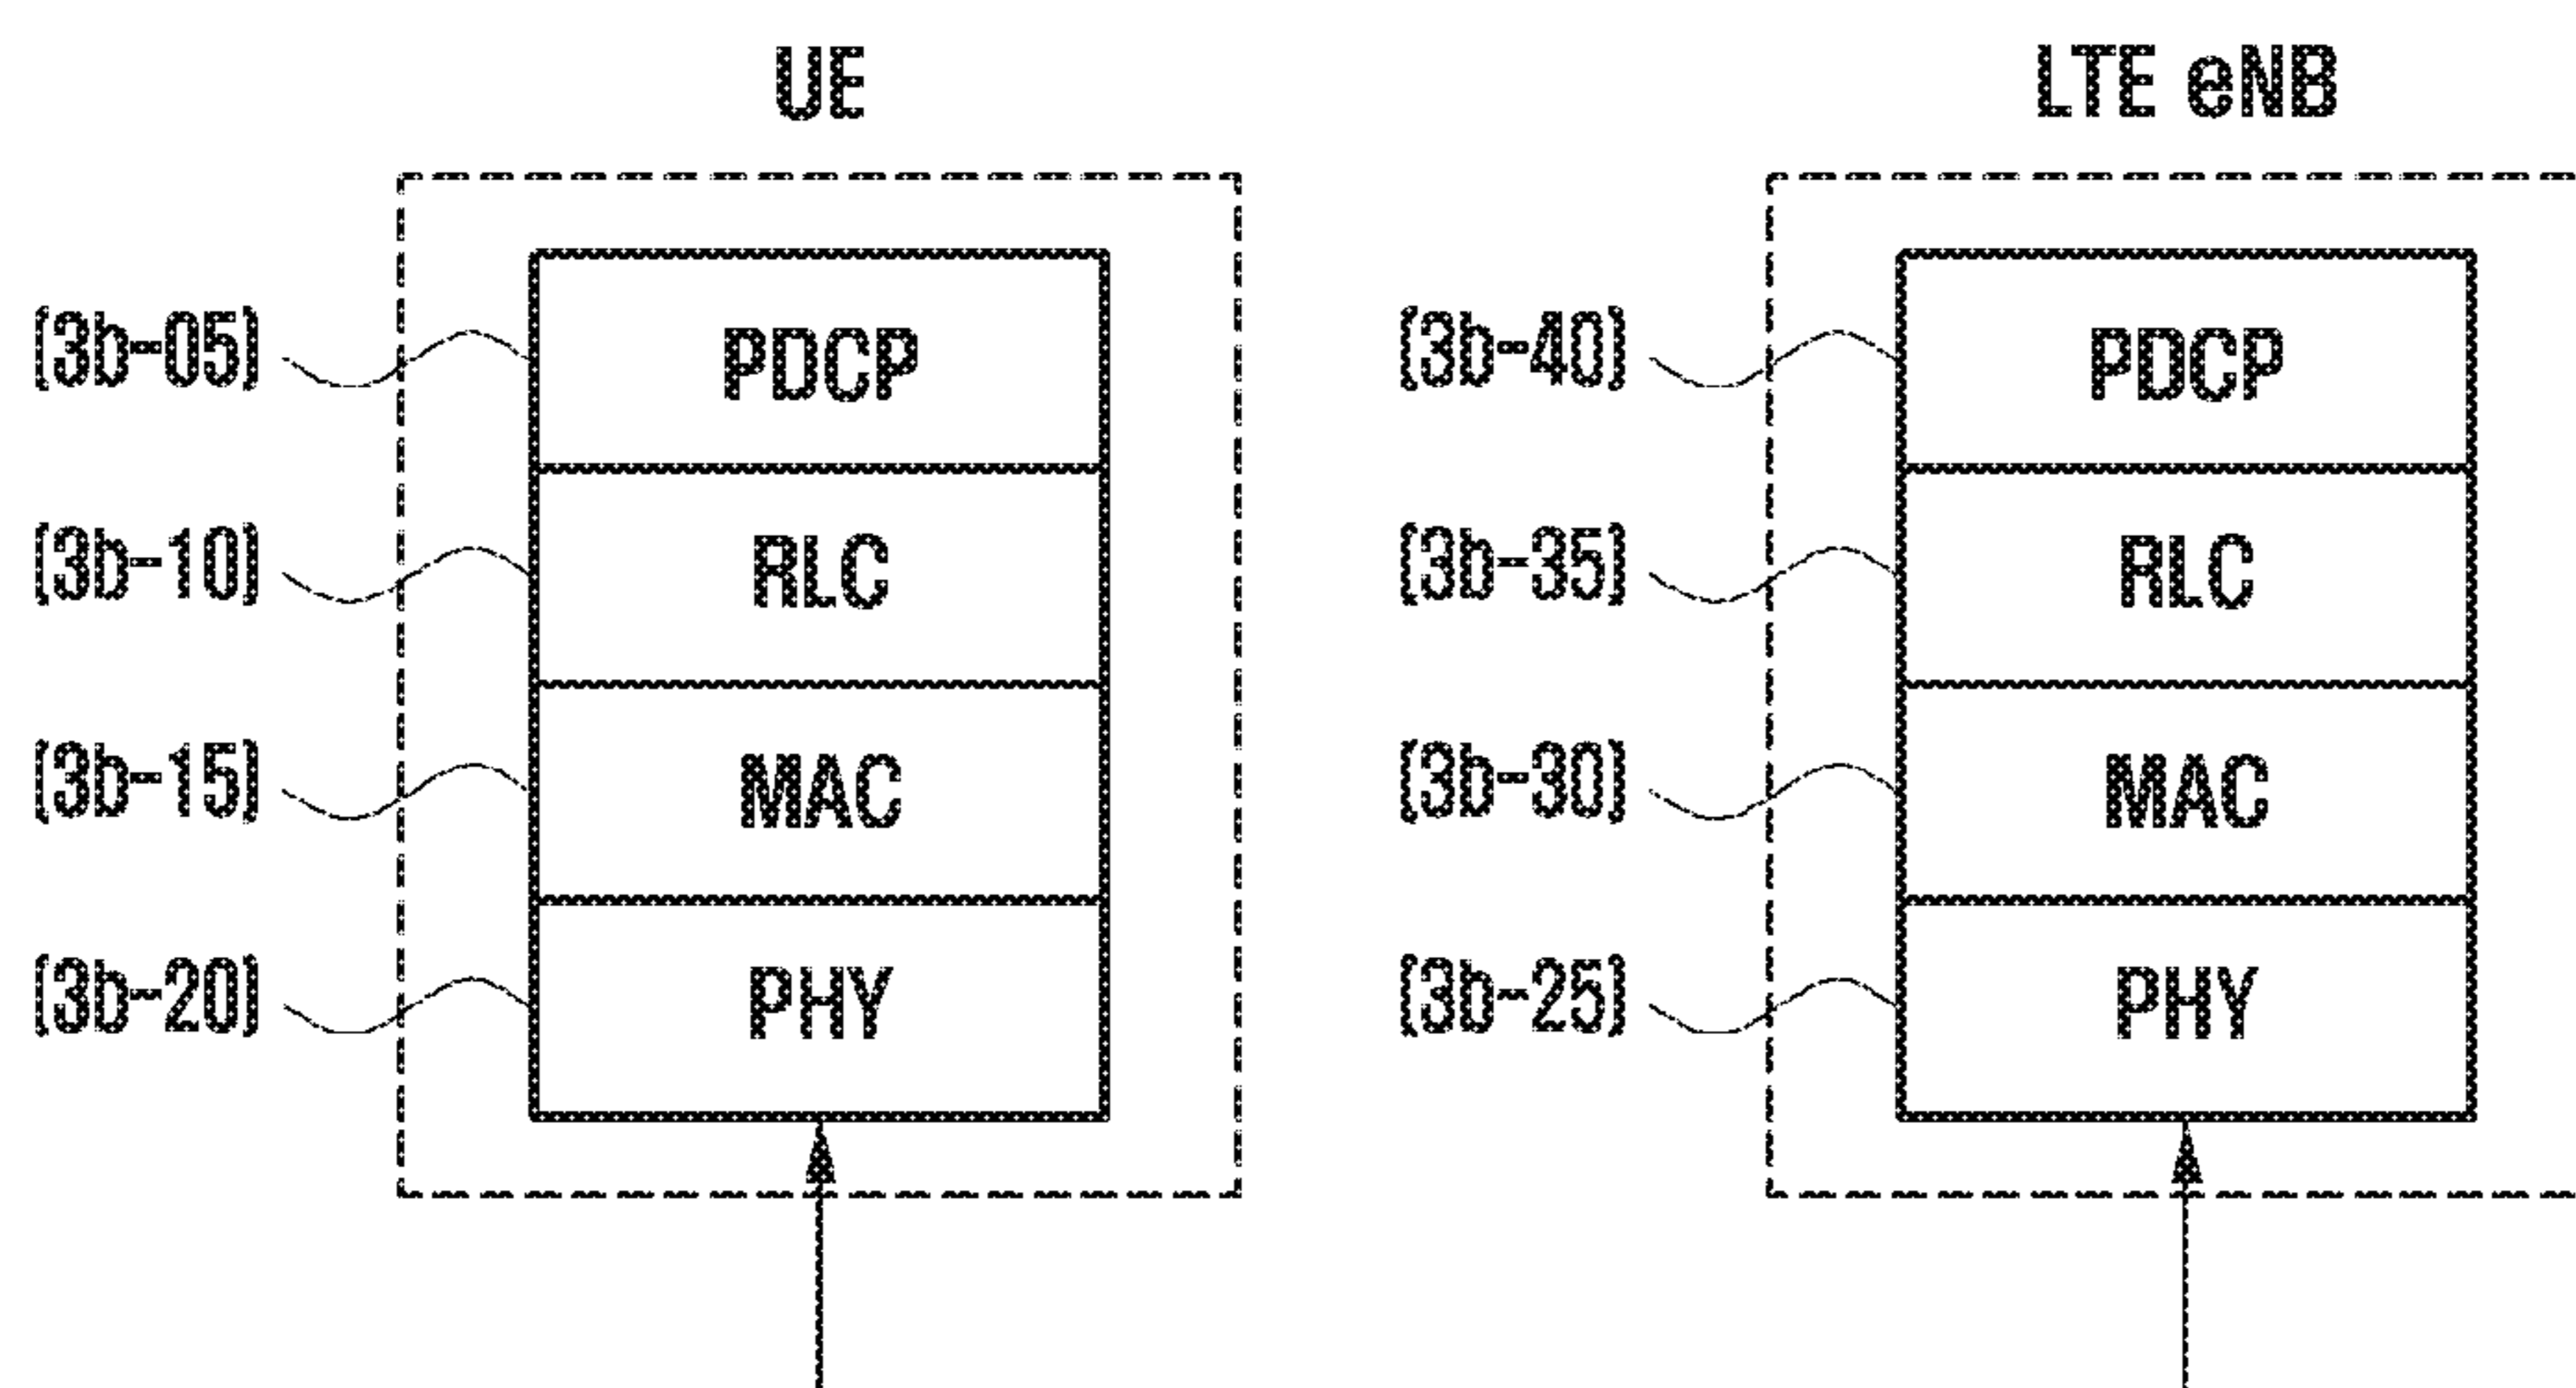 UE
LTE eNB
(3b-05)
PDCP
(3b-40)
PDCP
(3b-10)
RLC
(3b-35)
RLC
(3b-15)
MAC
(3b-30)
MAC
(3b-20)
PHY
(3b-25)
PHY